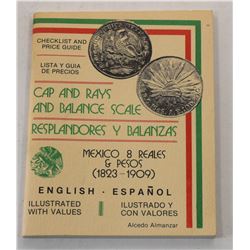 CHECKLIST AND
PRICE GUIDE
LISTA Y GUIA
DE PRECIOS
CAP AND RAYS
AND BALANCE SCALE
RESPLANDORES Y BALANZAS
MEXICO 8 REALES
& PESOS
(1823-1909)
ENGLISH - ESPAÑOL
ILLUSTRATED
WITH VALUES
ILUSTRADO Y
CON VALORES
Alcedo Almanzar